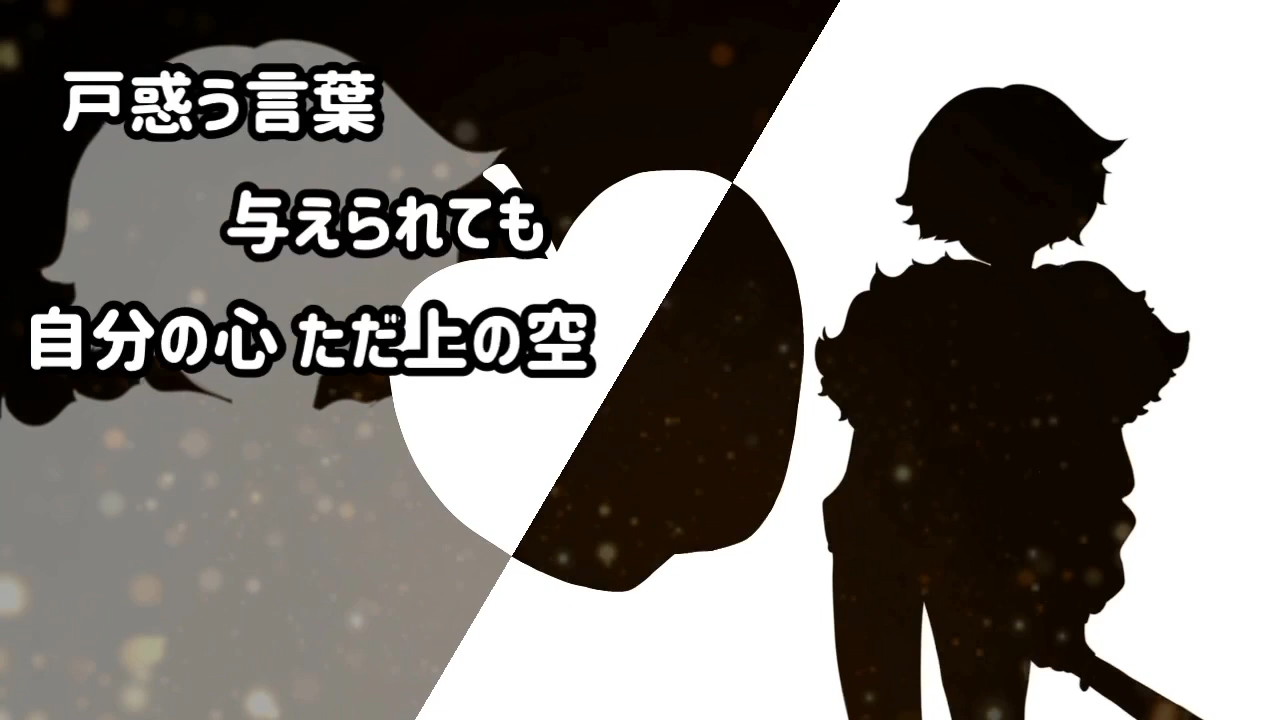 戸惑う言葉
与えられても
自分の心 ただ上の空